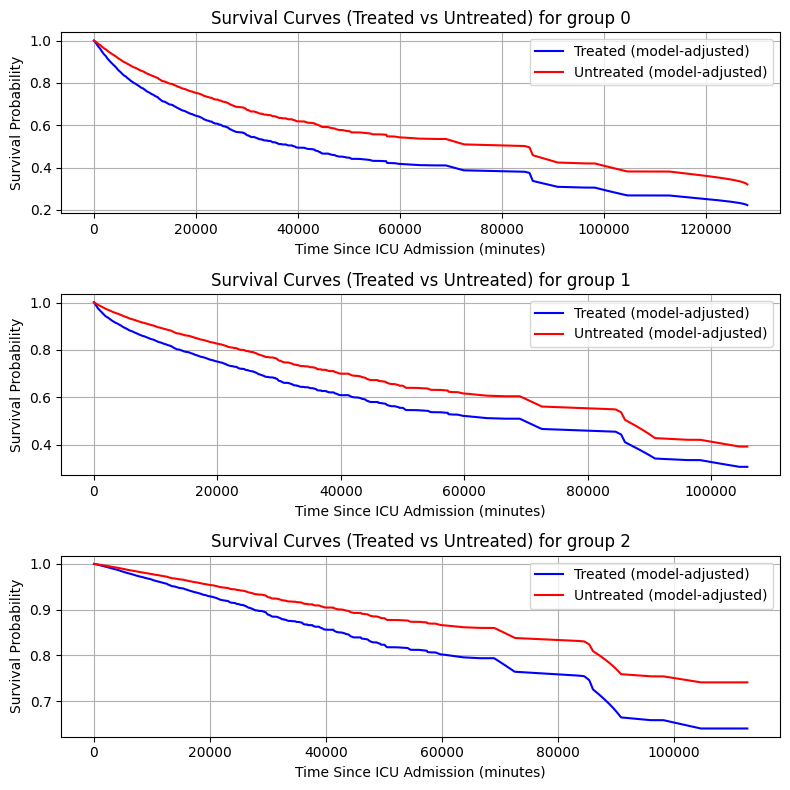 Survival Curves (Treated vs Untreated) for group 0
Survival Probability
1.0
0.8
0.6
0.4
0.2
Treated (model-adjusted)
Untreated (model-adjusted)
0 20000 40000 60000 80000 100000 120000
Time Since ICU Admission (minutes)
Survival Curves (Treated vs Untreated) for group 1
Survival Probability
1.0
0.8
0.6
0.4
Treated (model-adjusted)
Untreated (model-adjusted)
0 20000 40000 60000 80000 100000
Time Since ICU Admission (minutes)
Survival Curves (Treated vs Untreated) for group 2
Survival Probability
1.0
0.9
0.8
0.7
Treated (model-adjusted)
Untreated (model-adjusted)
0 20000 40000 60000 80000 100000
Time Since ICU Admission (minutes)